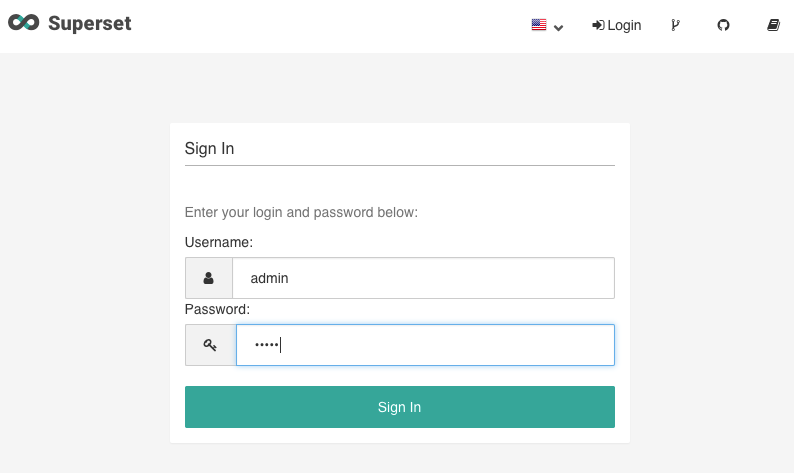 Superset
Login
Sign In
Enter your login and password below:
Username:
admin
Password:
•••••
Sign In